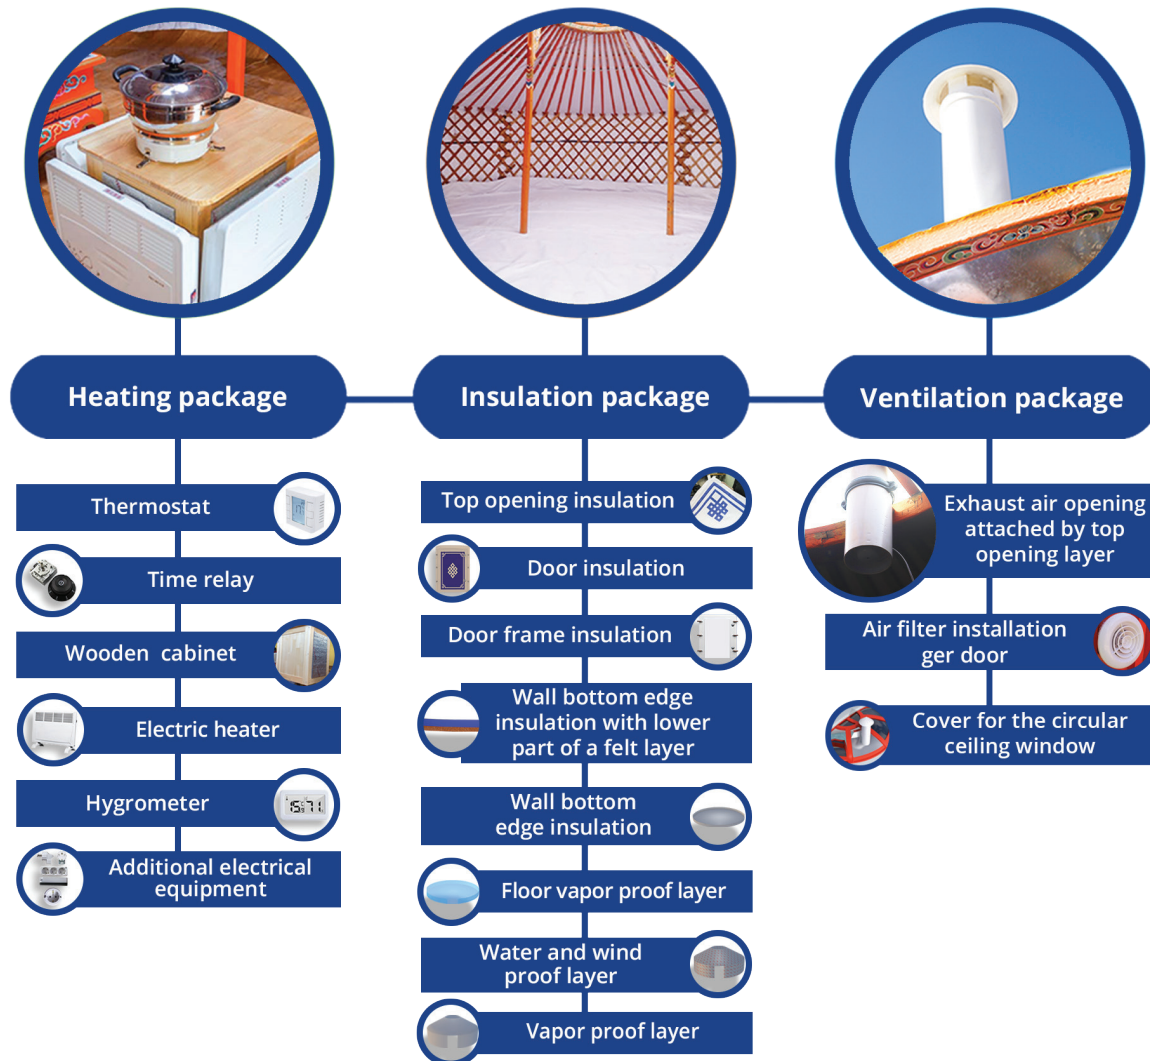 Heating package
Thermostat
Time relay
Wooden cabinet
Electric heater
Hygrometer
Additional electrical
equipment
Insulation package
Top opening insulation
Door insulation
Door frame insulation
Wall bottom edge
insulation with lower
part of a felt layer
Wall bottom
edge insulation
Floor vapor proof layer
Water and wind
proof layer
Vapor proof layer
Ventilation package
Exhaust air opening
attached by top
opening layer
Air filter installation
ger door
Cover for the circular
ceiling window